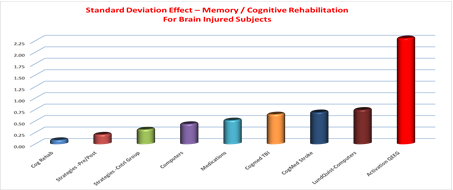 Standard Deviation Effect – Memory / Cognitive Rehabilitation
For Brain Injured Subjects
2.25
2.00
1.75
1.50
1.25
1.00
0.75
0.50
0.25
0.00
Cog Rehab
Strategies -Pre/Post
Strategies -Cntrl Group
Computers
Medications
Cogmed TBI
CogMed Stroke
LundQuist-Computers
Activation QEEG